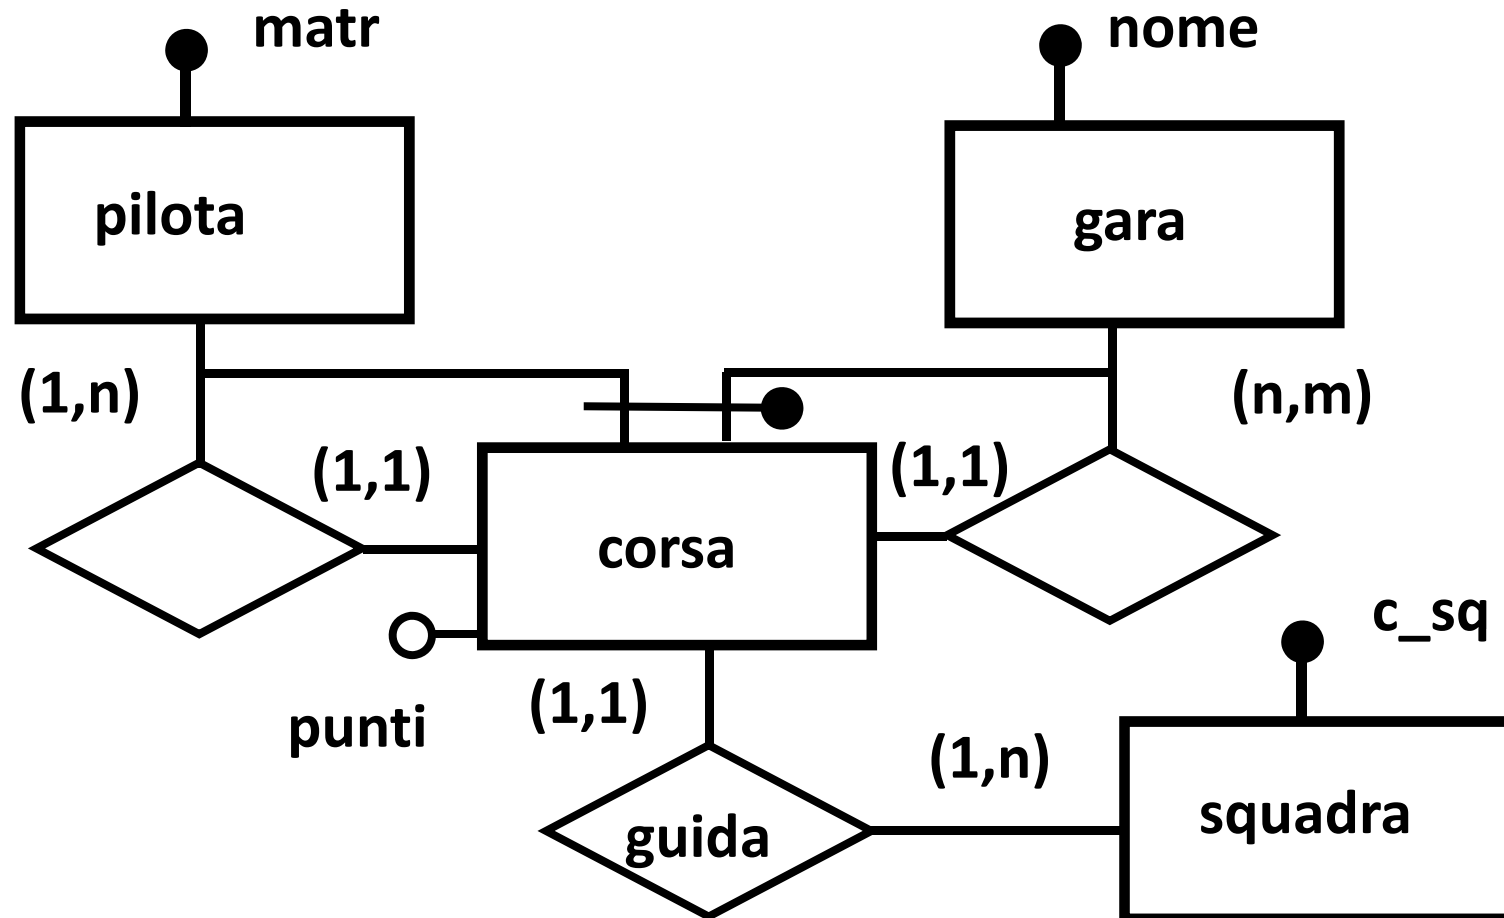 matr
nome
pilota
gara
(1,n)
(n,m)
(1,1)
(1,1)
corsa
c_sq
punti
(1,1)
(1,n)
squadra
guida